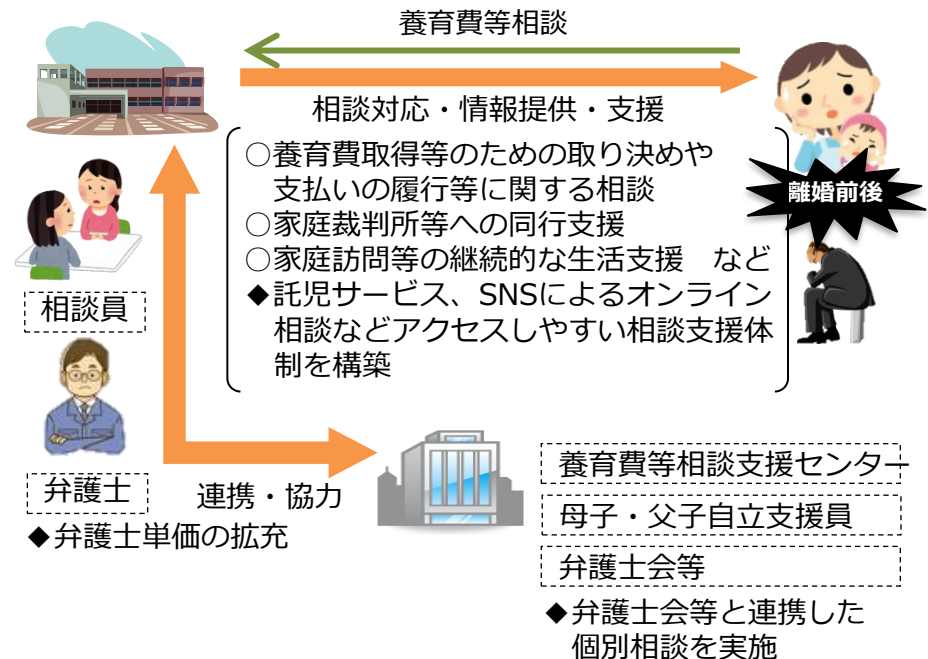 養育費等相談
相談対応・情報提供・支援
○養育費取得等のための取り決めや
支払いの履行等に関する相談
○家庭裁判所等への同行支援
○家庭訪問等の継続的な生活支援　など
◆託児サービス、SNSによるオンライン
相談などアクセスしやすい相談支援体
制を構築
離婚前後
相談員
弁護士
◆弁護士単価の拡充
連携・協力
養育費等相談支援センター
母子・父子自立支援員
弁護士会等
◆弁護士会等と連携した
個別相談を実施